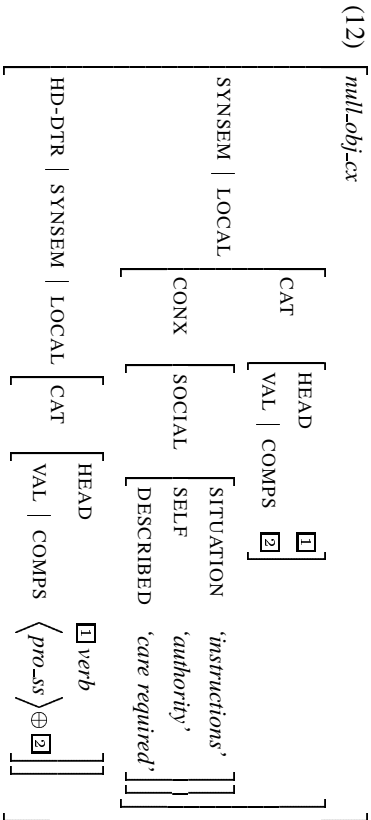 (12)
null_obj_cx
SYNSEM | LOCAL
CAT
HEAD 1
VAL | COMPS 2
CONX
SOCIAL
SITUATION ‘instructions’
SELF ‘authority’
DESCRIBED ‘care required’
HD-DTR | SYNSEM | LOCAL
CAT
HEAD 1 verb
VAL | COMPS ⟨ pro_ss ⟩ ⊕ 2